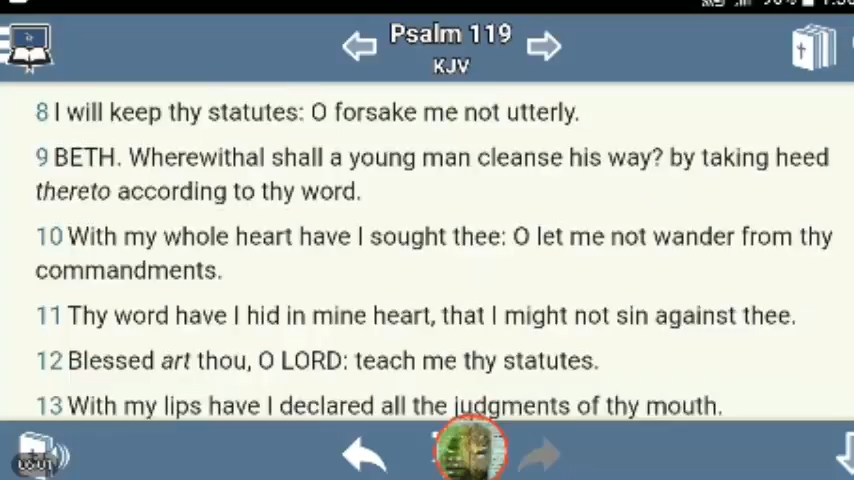 Psalm 119
KJV
8 I will keep thy statutes: O forsake me not utterly.
9 BETH. Wherewithal shall a young man cleanse his way? by taking heed
thereto according to thy word.
10 With my whole heart have I sought thee: O let me not wander from thy
commandments.
11 Thy word have I hid in mine heart, that I might not sin against thee.
12 Blessed art thou, O LORD: teach me thy statutes.
13 With my lips have I declared all the judgments of thy mouth.